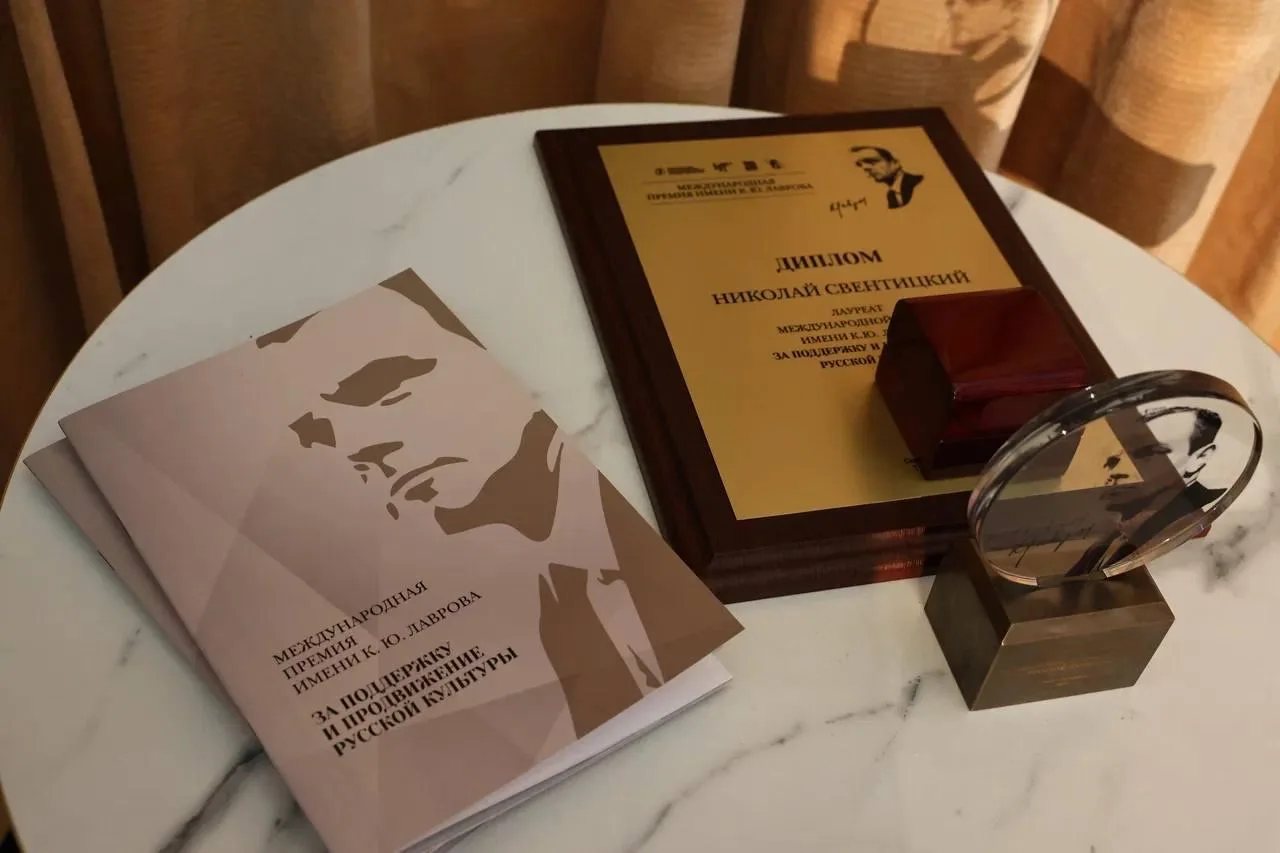 МЕЖДУНАРОДНАЯ
ПРЕМИЯ
ИМЕНИ К. Ю. ЛАВРОВА
ЗА ПОДДЕРЖКУ
И ПРОДВИЖЕНИЕ
РУССКОЙ КУЛЬТУРЫ
МЕЖДУНАРОДНАЯ
ПРЕМИЯ ИМЕНИ К. Ю. ЛАВРОВА
ДИПЛОМ
НИКОЛАЙ СВЕНТИЦКИЙ
ЛАУРЕАТ
МЕЖДУНАРОДНОЙ
ИМЕНИ К.Ю.
ЗА ПОДДЕРЖКУ И
РУССКОЙ